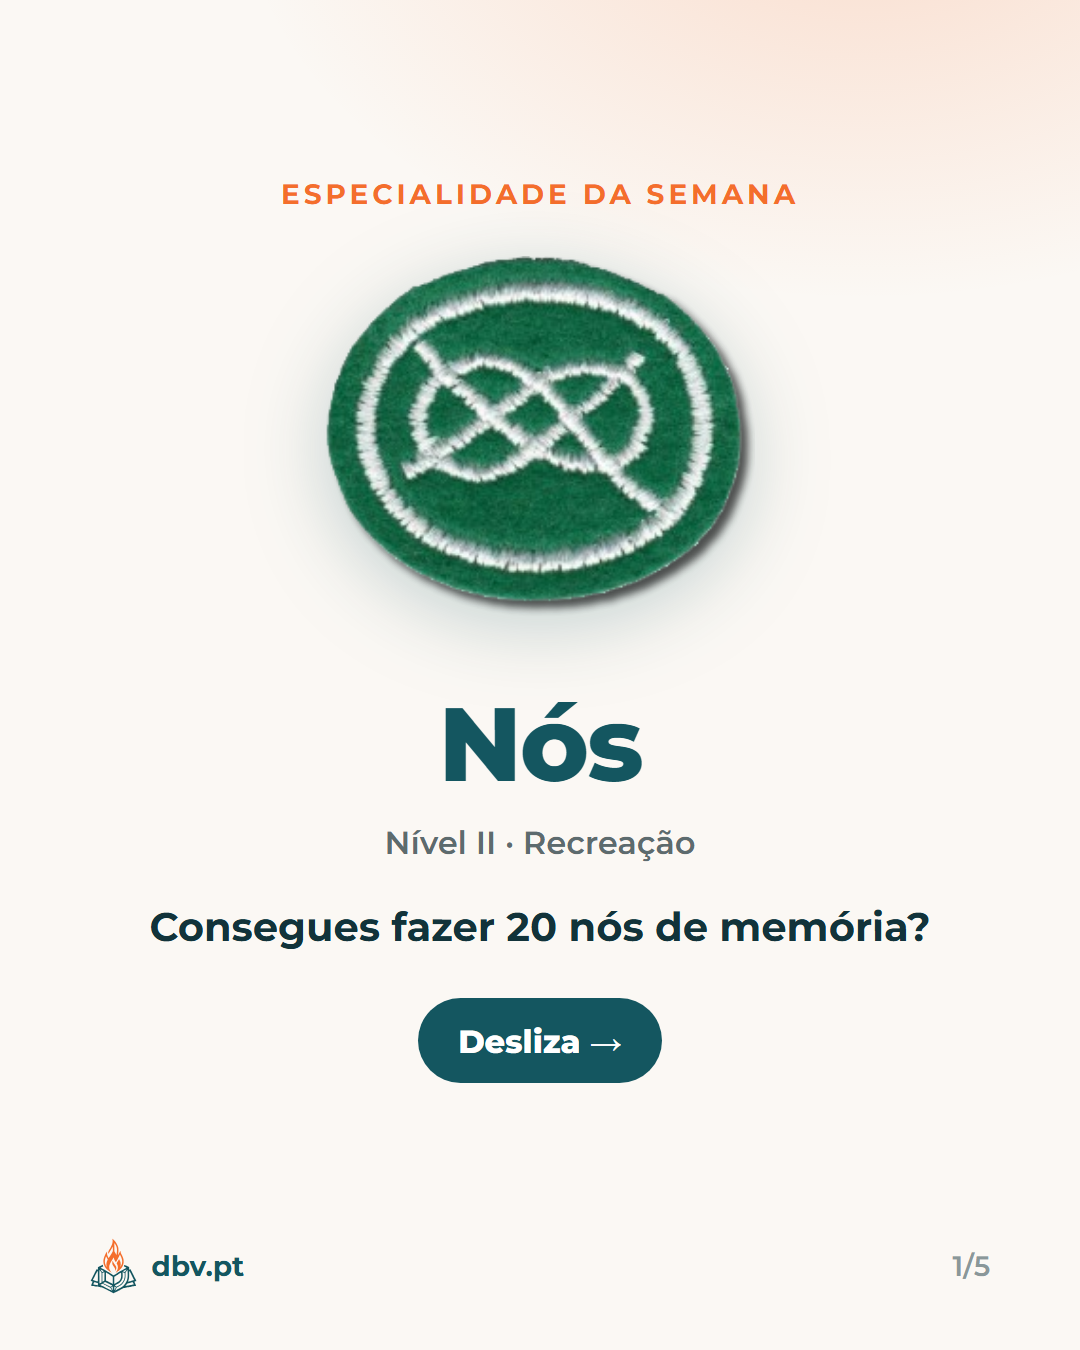 ESPECIALIDADE DA SEMANA
Nós
Nível II · Recreação
Consegues fazer 20 nós de memória?
Desliza →
dbv.pt
1/5